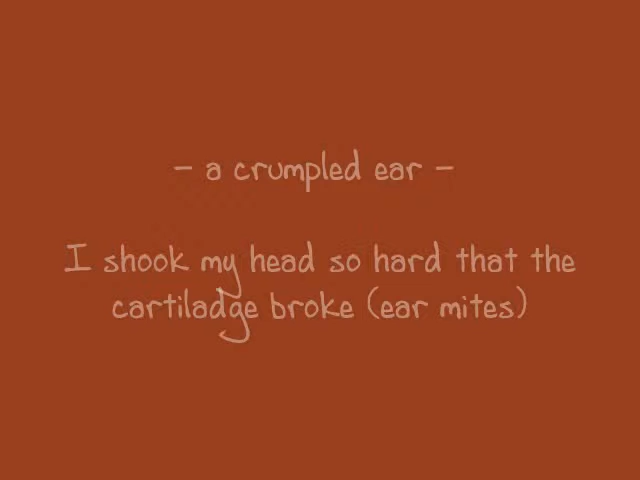 - a crumpled ear -
I shook my head so hard that the
cartiladge broke (ear mites)